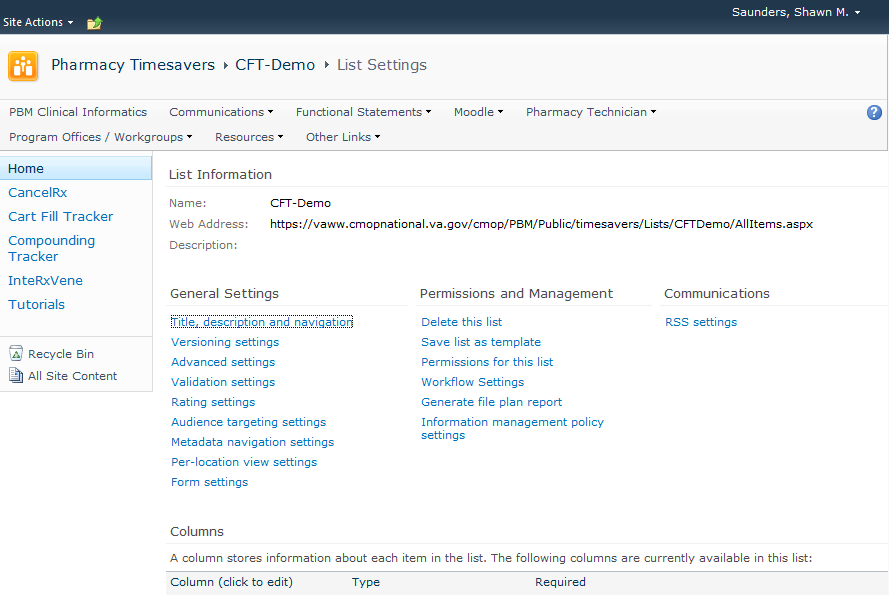 Saunders, Shawn M.
Site Actions
Pharmacy Timesavers CFT-Demo List Settings
PBM Clinical Informatics Communications Functional Statements Moodle Pharmacy Technician
Program Offices / Workgroups Resources Other Links
Home
CancelRx
Cart Fill Tracker
Compounding
Tracker
InteRxVene
Tutorials
Recycle Bin
All Site Content
List Information
Name: CFT-Demo
Web Address: https://vaww.cmopnational.va.gov/cmop/PBM/Public/timesavers/Lists/CFTDemo/AllItems.aspx
Description:
General Settings
Title, description and navigation
Versioning settings
Advanced settings
Validation settings
Rating settings
Audience targeting settings
Metadata navigation settings
Per-location view settings
Form settings
Permissions and Management
Delete this list
Save list as template
Permissions for this list
Workflow Settings
Generate file plan report
Information management policy
settings
Communications
RSS settings
Columns
A column stores information about each item in the list. The following columns are currently available in this list:
Column (click to edit) Type Required